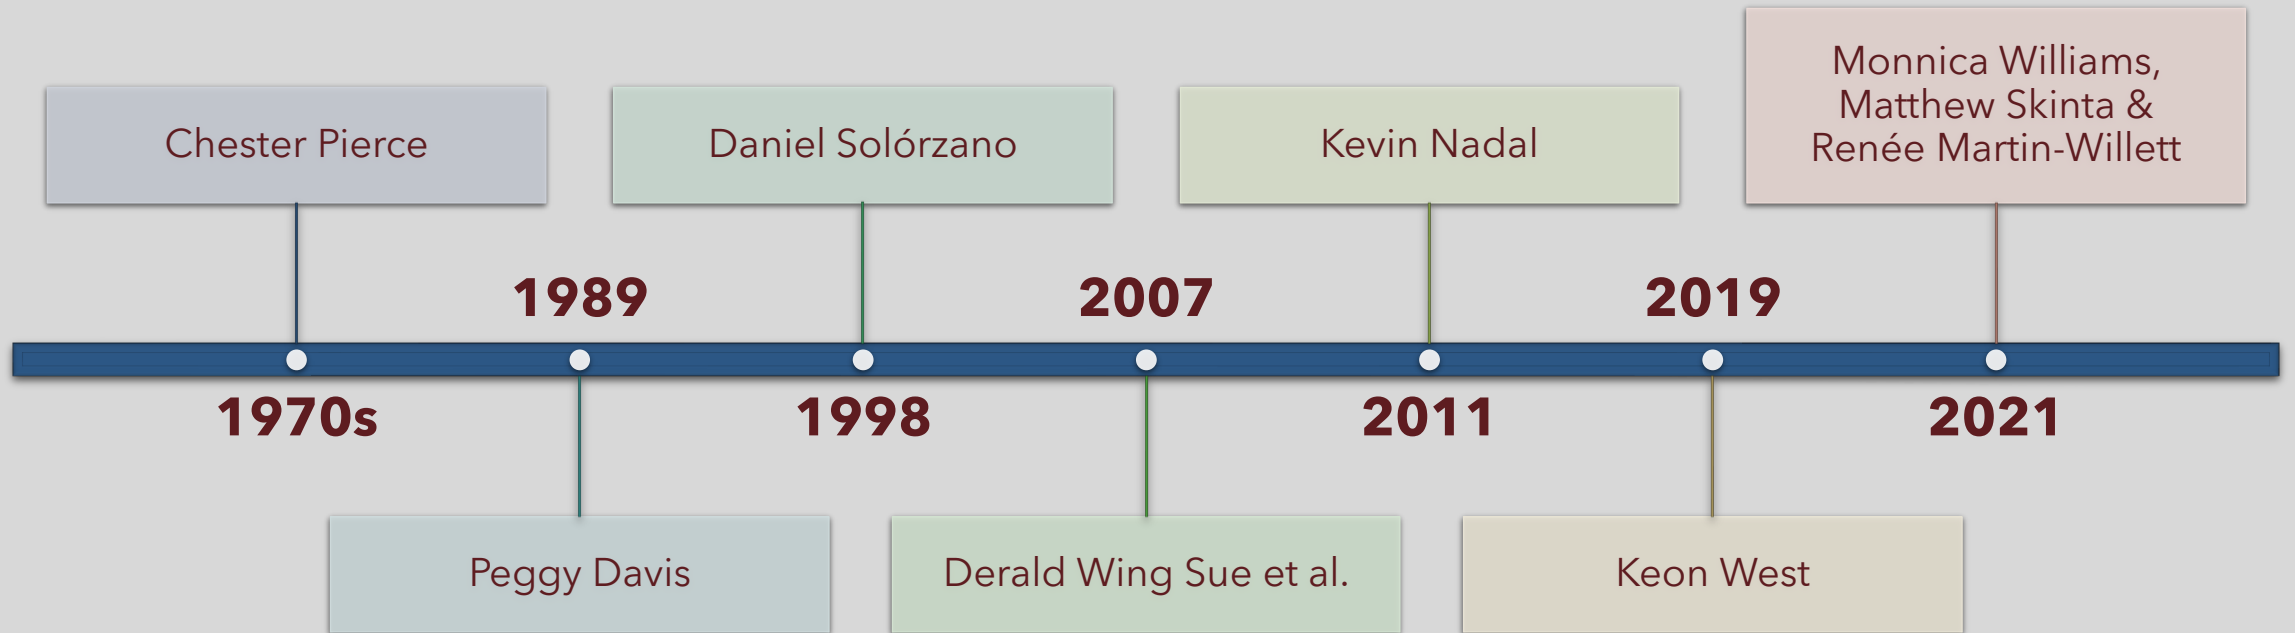 Chester Pierce
Daniel Solórzano
Kevin Nadal
Monnica Williams,
Matthew Skinta &
Renée Martin-Willett
1989
2007
2019
1970s
1998
2011
2021
Peggy Davis
Derald Wing Sue et al.
Keon West